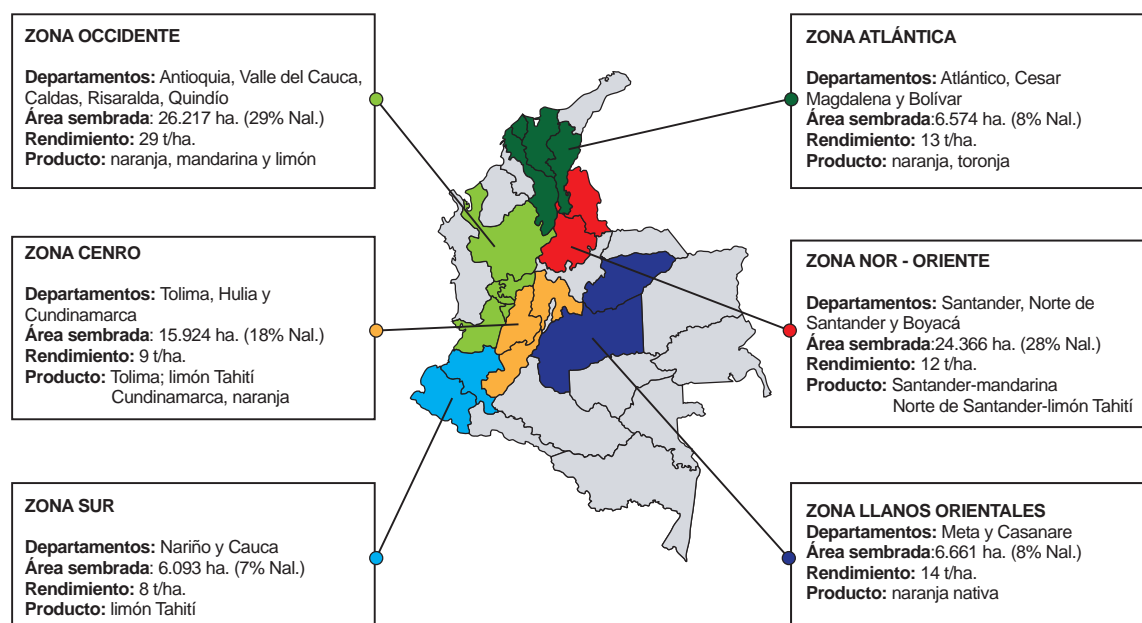 ZONA OCCIDENTE
Departamentos: Antioquia, Valle del Cauca,
Caldas, Risaralda, Quindío
Área sembrada: 26.217 ha. (29% Nal.)
Rendimiento: 29 t/ha.
Producto: naranja, mandarina y limón
ZONA ATLÁNTICA
Departamentos: Atlántico, Cesar
Magdalena y Bolívar
Área sembrada:6.574 ha. (8% Nal.)
Rendimiento: 13 t/ha.
Producto: naranja, toronja
ZONA CENRO
Departamentos: Tolima, Hulia y
Cundinamarca
Área sembrada: 15.924 ha. (18% Nal.)
Rendimiento: 9 t/ha.
Producto: Tolima; limón Tahití
Cundinamarca, naranja
ZONA NOR - ORIENTE
Departamentos: Santander, Norte de
Santander y Boyacá
Área sembrada:24.366 ha. (28% Nal.)
Rendimiento: 12 t/ha.
Producto: Santander-mandarina
Norte de Santander-limón Tahití
ZONA SUR
Departamentos: Nariño y Cauca
Área sembrada: 6.093 ha. (7% Nal.)
Rendimiento: 8 t/ha.
Producto: limón Tahití
ZONA LLANOS ORIENTALES
Departamentos: Meta y Casanare
Área sembrada:6.661 ha. (8% Nal.)
Rendimiento: 14 t/ha.
Producto: naranja nativa